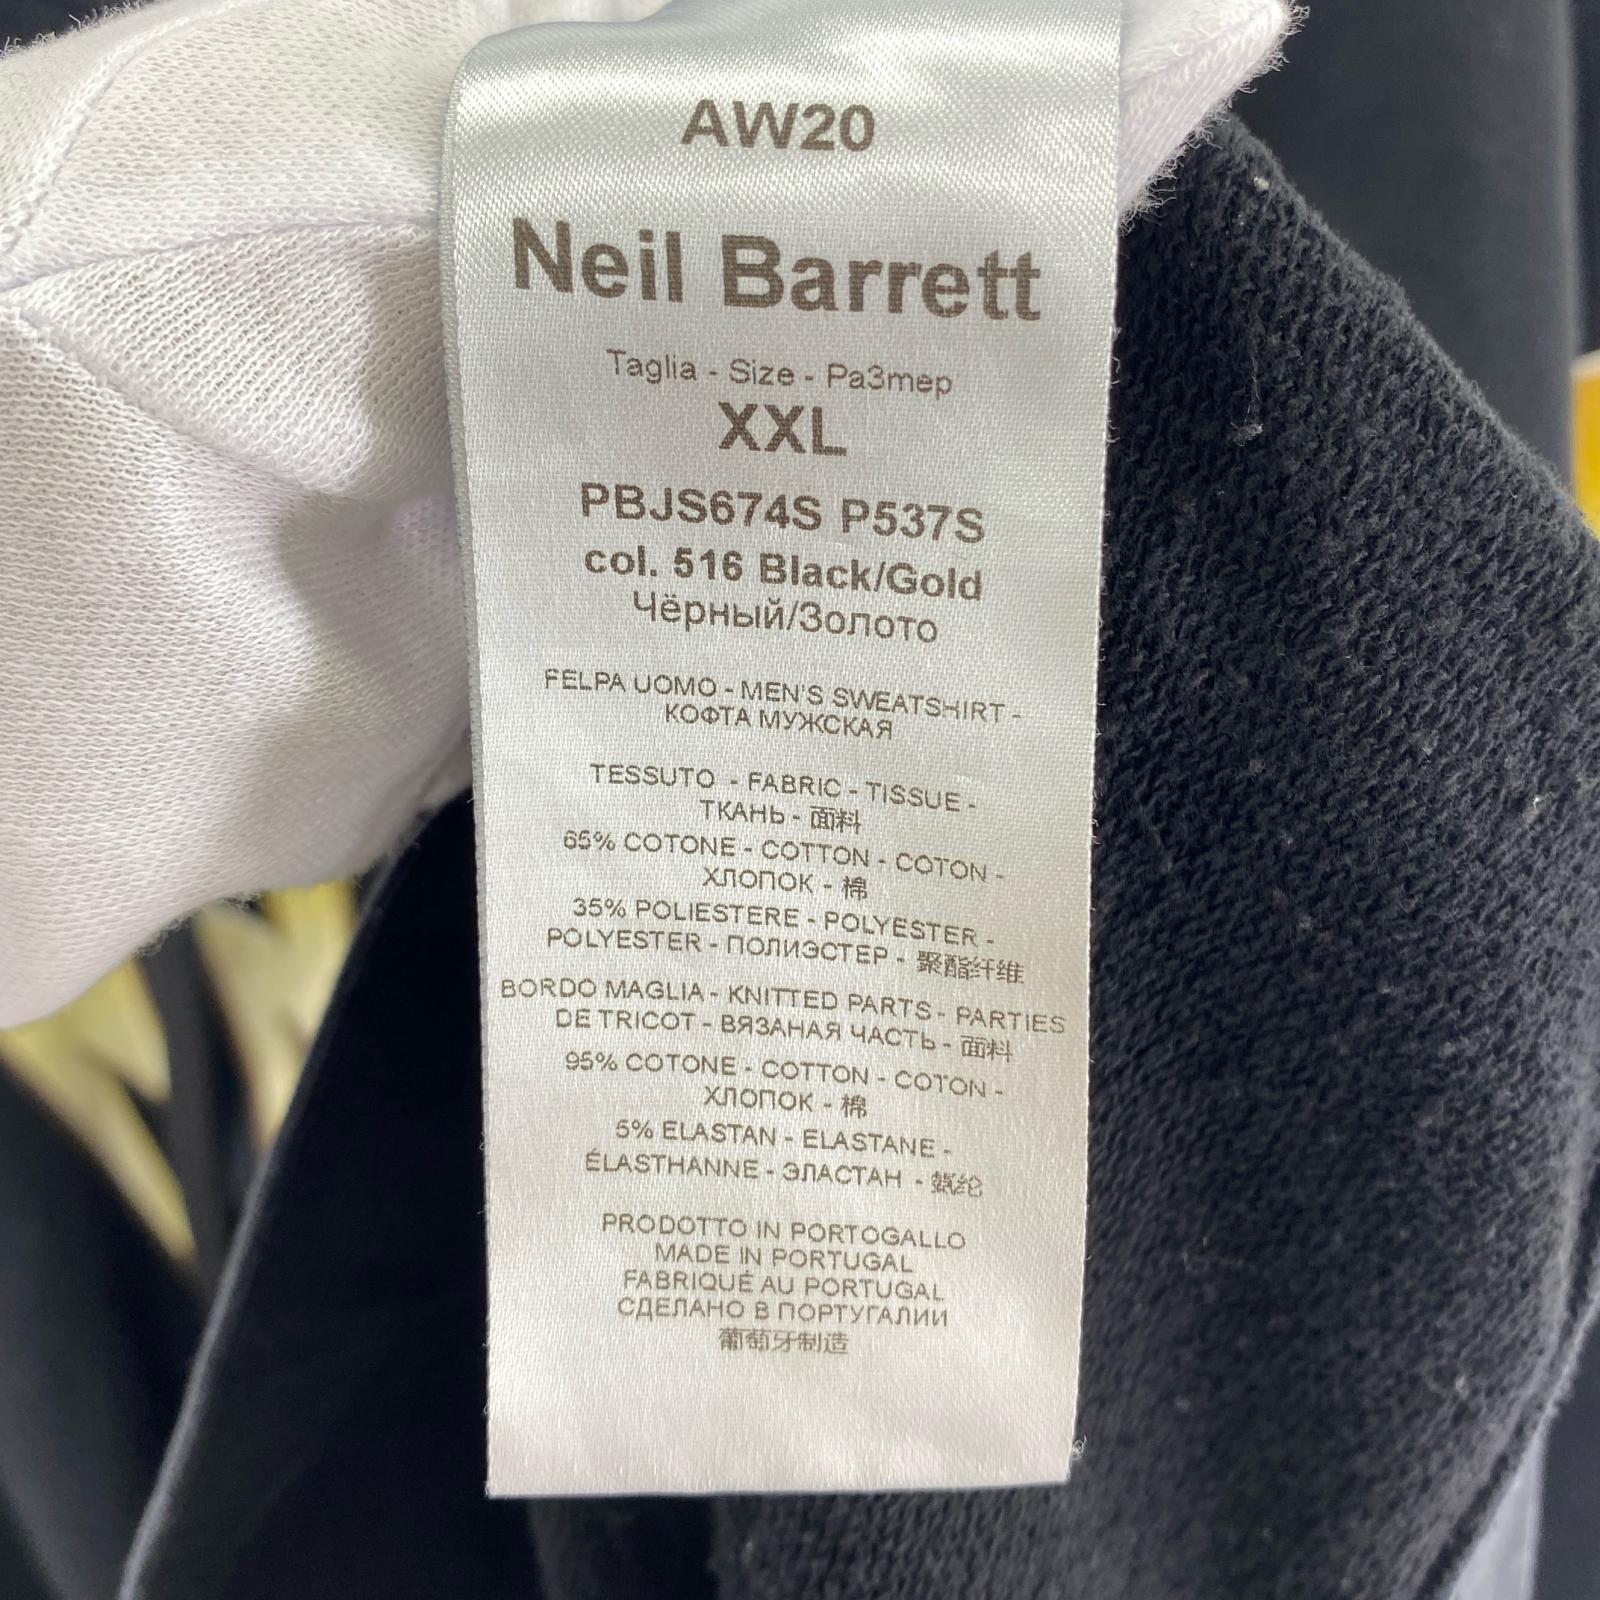 AW20
Neil Barrett
Taglia - Size - Pa3mep
XXL
PBJS674S P537S
col. 516 Black/Gold
Чёрный/Золото
FELPA UOMO - MEN'S SWEATSHIRT -
КОФТА МУЖСКАЯ
TESSUTO - FABRIC - TISSUE -
ТКАНЬ - 面料
65% COTONE - COTTON - COTON -
ХЛОПОК - 棉
35% POLIESTERE - POLYESTER -
POLYESTER - ПОЛИЭСТЕР - 聚酯纤维
BORDO MAGLIA - KNITTED PARTS - PARTIES
DE TRICOT - ВЯЗАНАЯ ЧАСТЬ - 面料
95% COTONE - COTTON - COTON -
ХЛОПОК - 棉
5% ELASTAN - ELASTANE -
ÉLASTHANNE - ЭЛАСТАН - 氨纶
PRODOTTO IN PORTOGALLO
MADE IN PORTUGAL
FABRIQUÉ AU PORTUGAL
СДЕЛАНО В ПОРТУГАЛИИ
葡萄牙制造